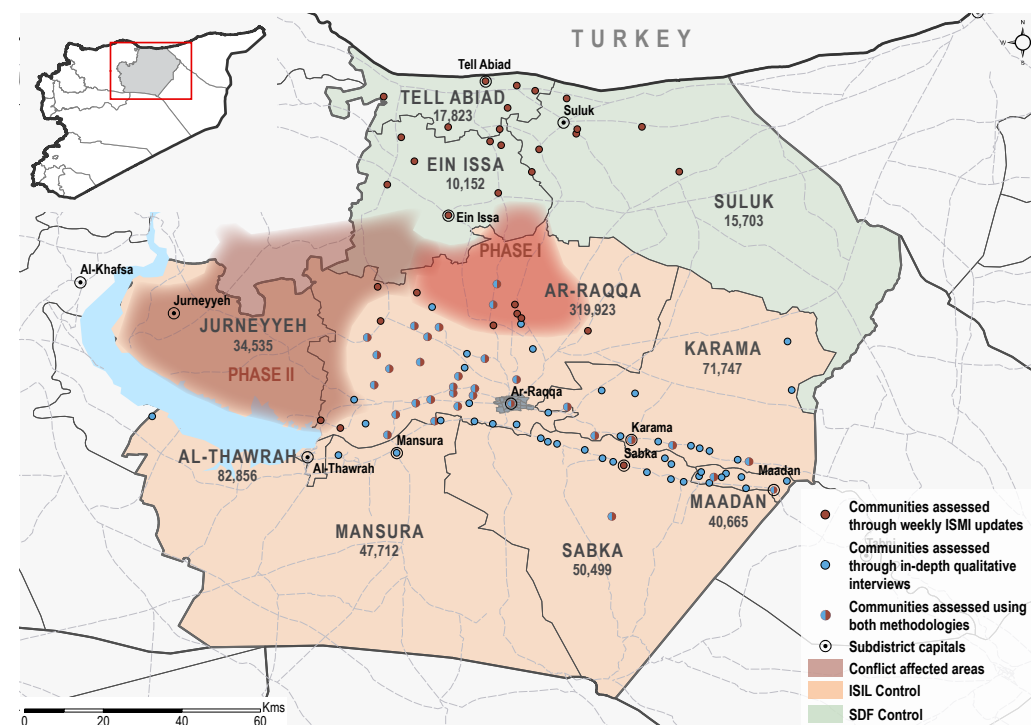 TURKEY
W
S
Tell Abiad
TELL ABIAD
17,823
Suluk
EIN ISSA
10,152
SULUK
15,703
Ein Issa
PHASE I
Al-Khafsa
Jurneyyeh
AR-RAQQA
319,923
JURNEYYEH
34,535
KARAMA
71,747
PHASE II
Ar-Raqqa
Karama
Mansura
Sabka
AL-THAWRAH
82,856
Al-Thawrah
Maadan
MAADAN
40,665
MANSURA
47,712
SABKA
50,499
Communities assessed
through weekly ISMI updates
Communities assessed
through in-depth qualitative
interviews
Communities assessed using
both methodologies
Subdistrict capitals
Conflict affected areas
ISIL Control
SDF Control
Kms
0 20 40 60